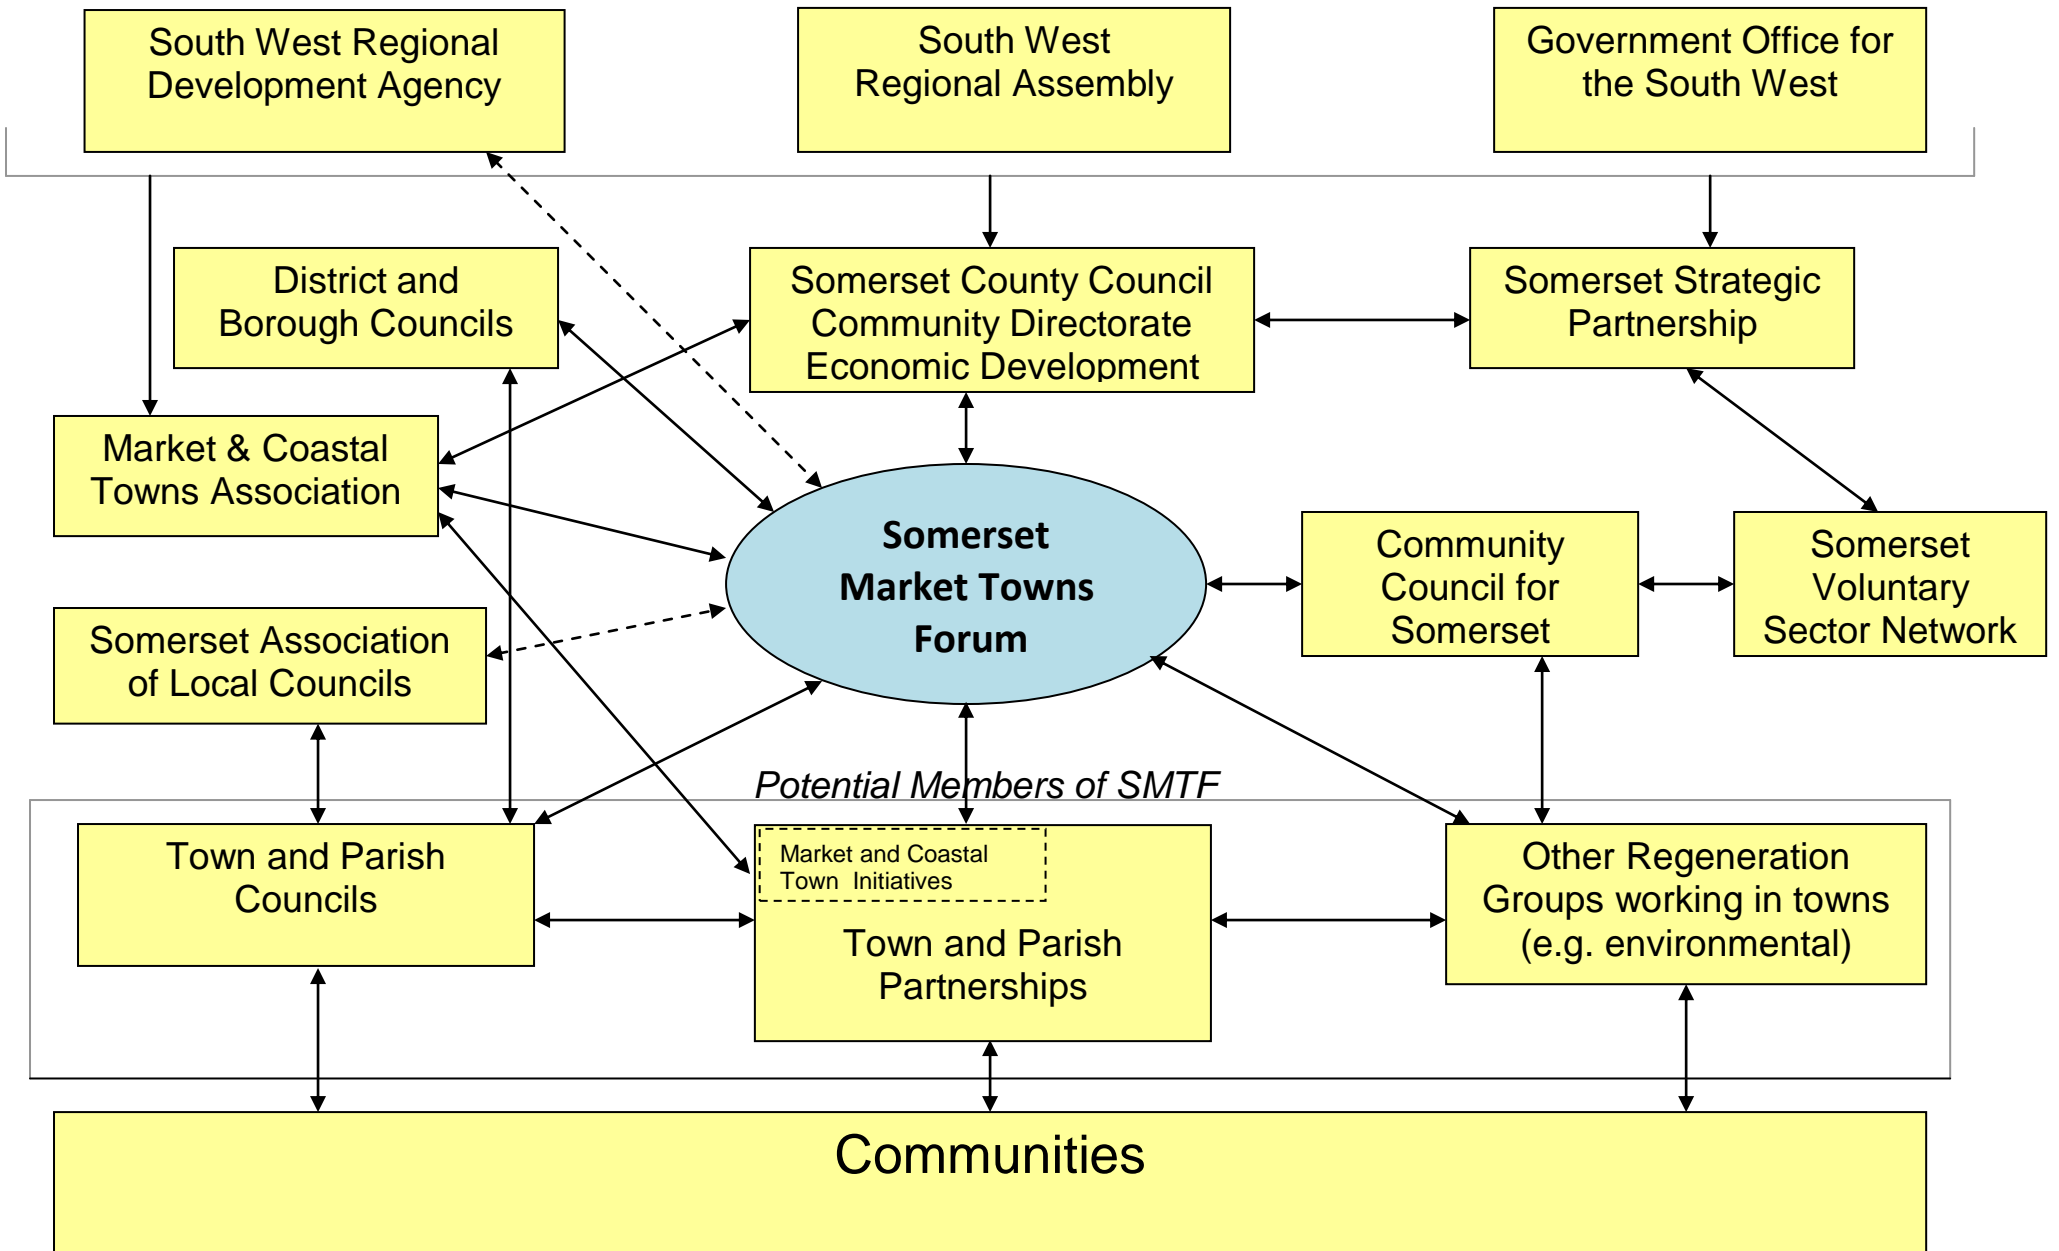 South West Regional
Development Agency
South West
Regional Assembly
Government Office for
the South West
District and
Borough Councils
Somerset County Council
Community Directorate
Economic Development
Somerset Strategic
Partnership
Market & Coastal
Towns Association
Somerset
Market Towns
Forum
Community
Council for
Somerset
Somerset
Voluntary
Sector Network
Somerset Association
of Local Councils
Potential Members of SMTF
Town and Parish
Councils
Market and Coastal
Town Initiatives
Town and Parish
Partnerships
Other Regeneration
Groups working in towns
(e.g. environmental)
Communities